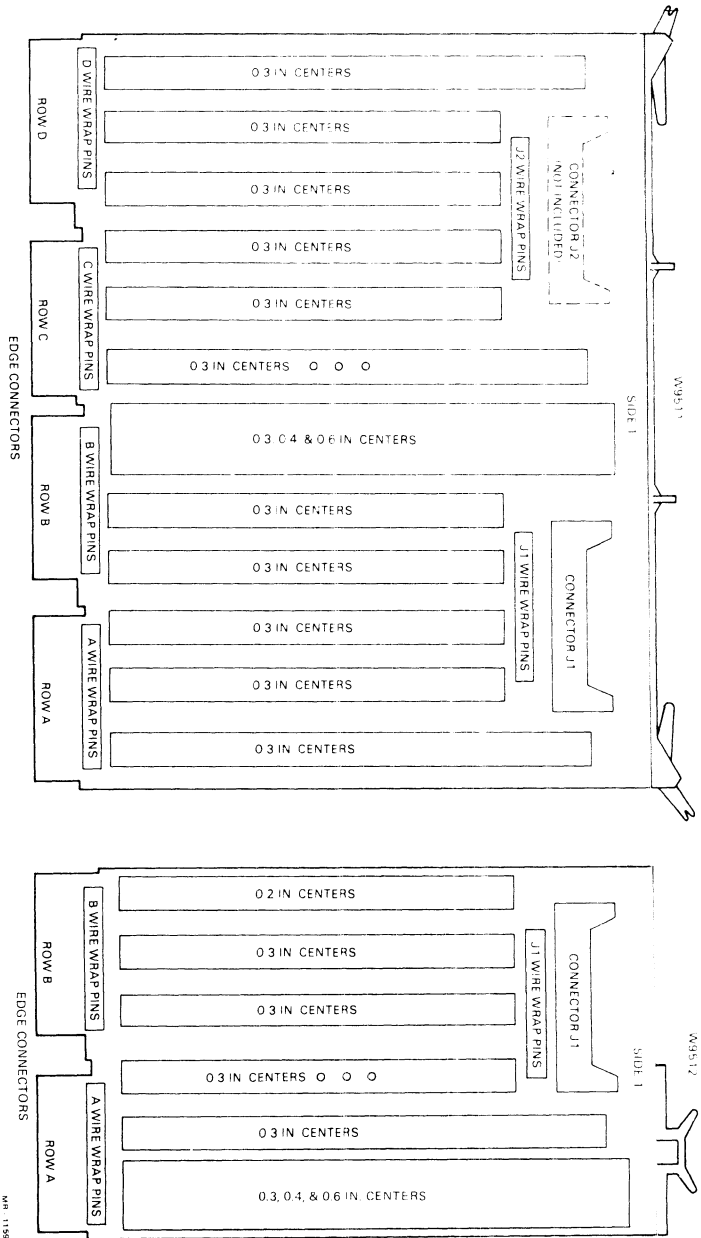 W9511
SIDE 1
CONNECTOR J2
(NOT INCLUDED)
J2 WIRE WRAP PINS
CONNECTOR J1
J1 WIRE WRAP PINS
0.3 IN CENTERS
0.3 IN CENTERS
0.3 IN CENTERS
0.3 IN CENTERS
0.3 IN CENTERS
0.3 IN CENTERS
0.3, 0.4 & 0.6 IN CENTERS
0.3 IN CENTERS
0.3 IN CENTERS
0.3 IN CENTERS
0.3 IN CENTERS
0.3 IN CENTERS
D WIRE WRAP PINS
C WIRE WRAP PINS
B WIRE WRAP PINS
A WIRE WRAP PINS
ROW D
ROW C
ROW B
ROW A
EDGE CONNECTORS
W9512
SIDE 1
CONNECTOR J1
J1 WIRE WRAP PINS
0.2 IN CENTERS
0.3 IN CENTERS
0.3 IN CENTERS
0.3 IN CENTERS
0.3 IN CENTERS
0.3, 0.4, & 0.6 IN. CENTERS
B WIRE WRAP PINS
A WIRE WRAP PINS
ROW B
ROW A
EDGE CONNECTORS
MR-1159